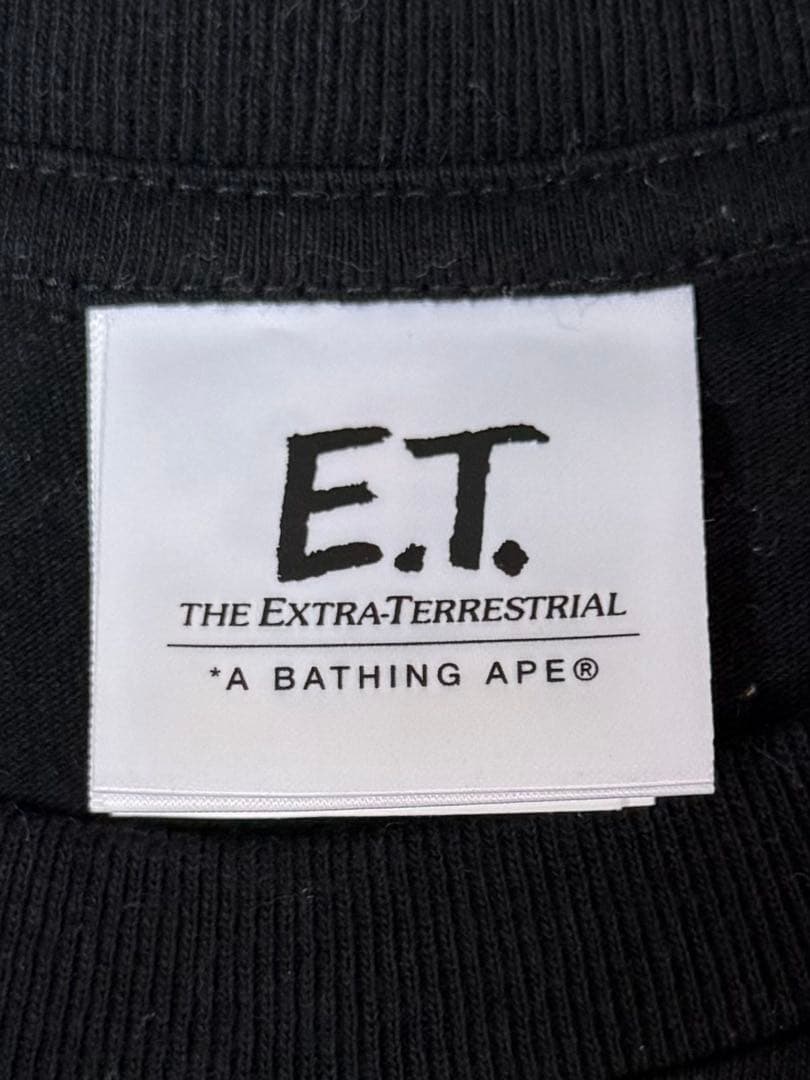 E.T.
THE EXTRA-TERRESTRIAL
*A BATHING APE®